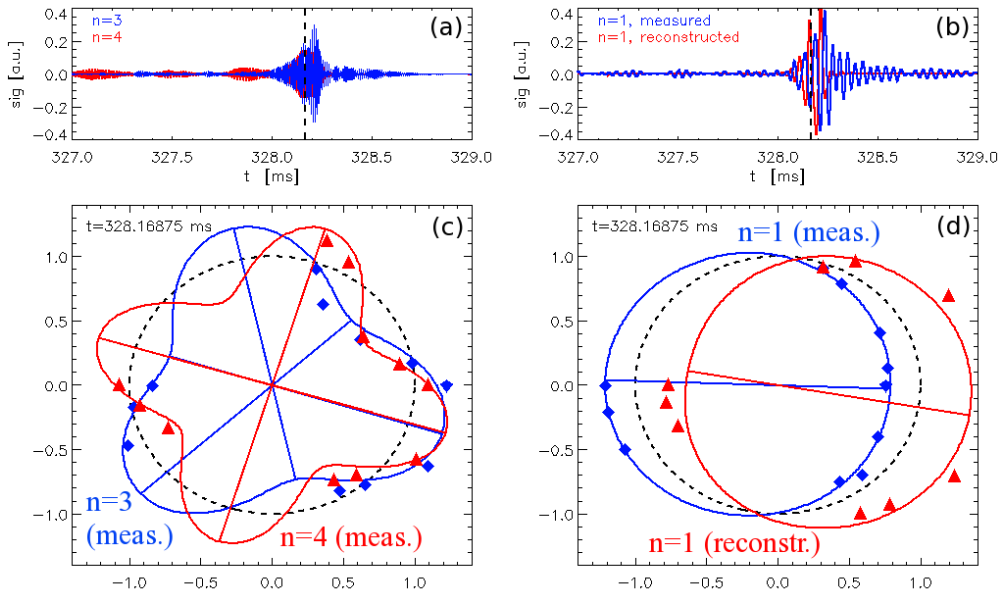 n=3
n=4
(a)
sig [a.u.]
0.4
0.2
0.0
−0.2
−0.4
327.0 327.5 328.0 328.5 329.0
t [ms]
n=1, measured
n=1, reconstructed
(b)
sig [a.u.]
0.4
0.2
0.0
−0.2
−0.4
327.0 327.5 328.0 328.5 329.0
t [ms]
t=328.16875 ms
(c)
1.0
0.5
0.0
−0.5
−1.0
n=3
(meas.)
n=4 (meas.)
−1.0 −0.5 0.0 0.5 1.0
t=328.16875 ms
(d)
n=1 (meas.)
1.0
0.5
0.0
−0.5
−1.0
n=1 (reconstr.)
−1.0 −0.5 0.0 0.5 1.0